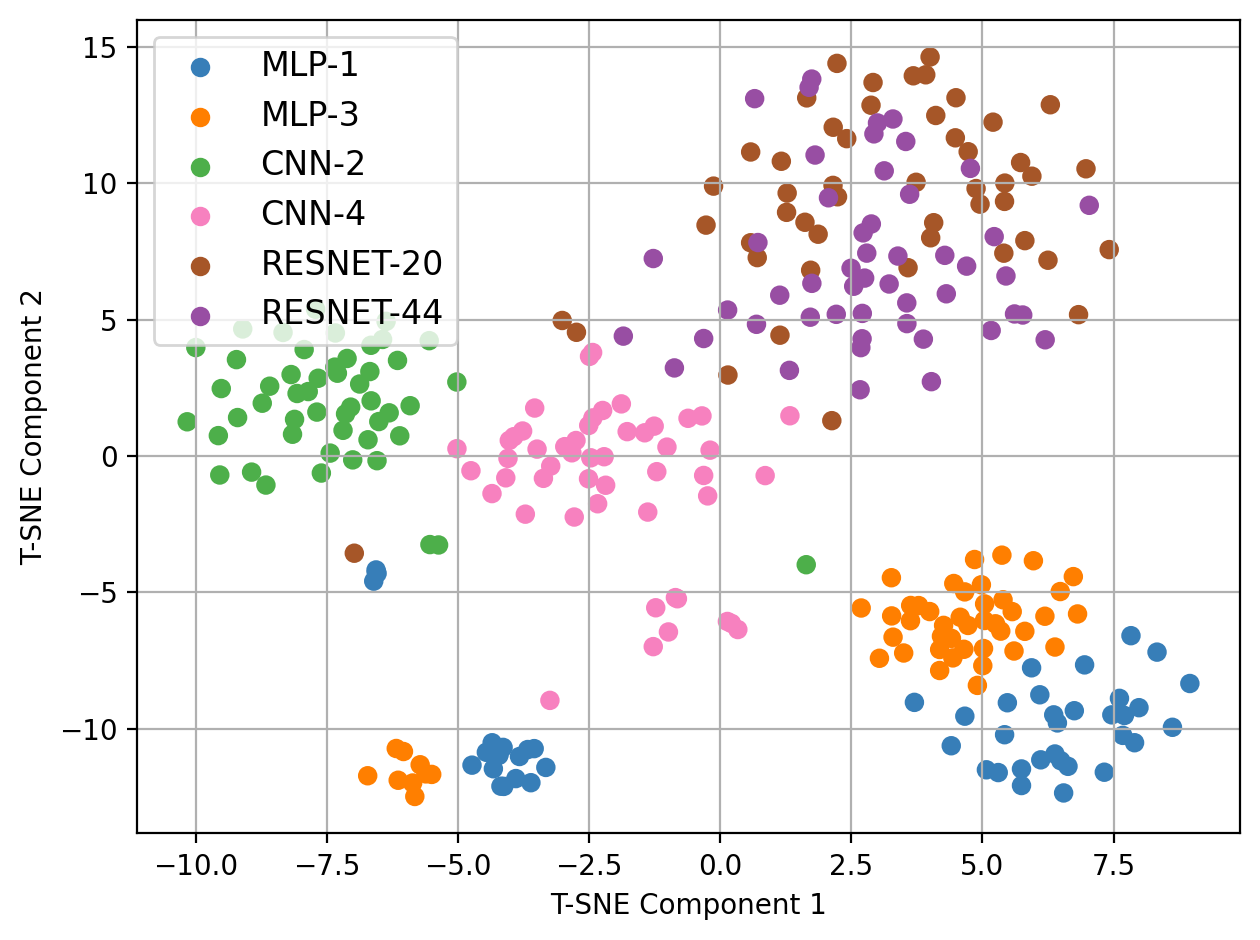 MLP-1
MLP-3
CNN-2
CNN-4
RESNET-20
RESNET-44
15
10
5
0
−5
−10
T-SNE Component 2
−10.0 −7.5 −5.0 −2.5 0.0 2.5 5.0 7.5
T-SNE Component 1